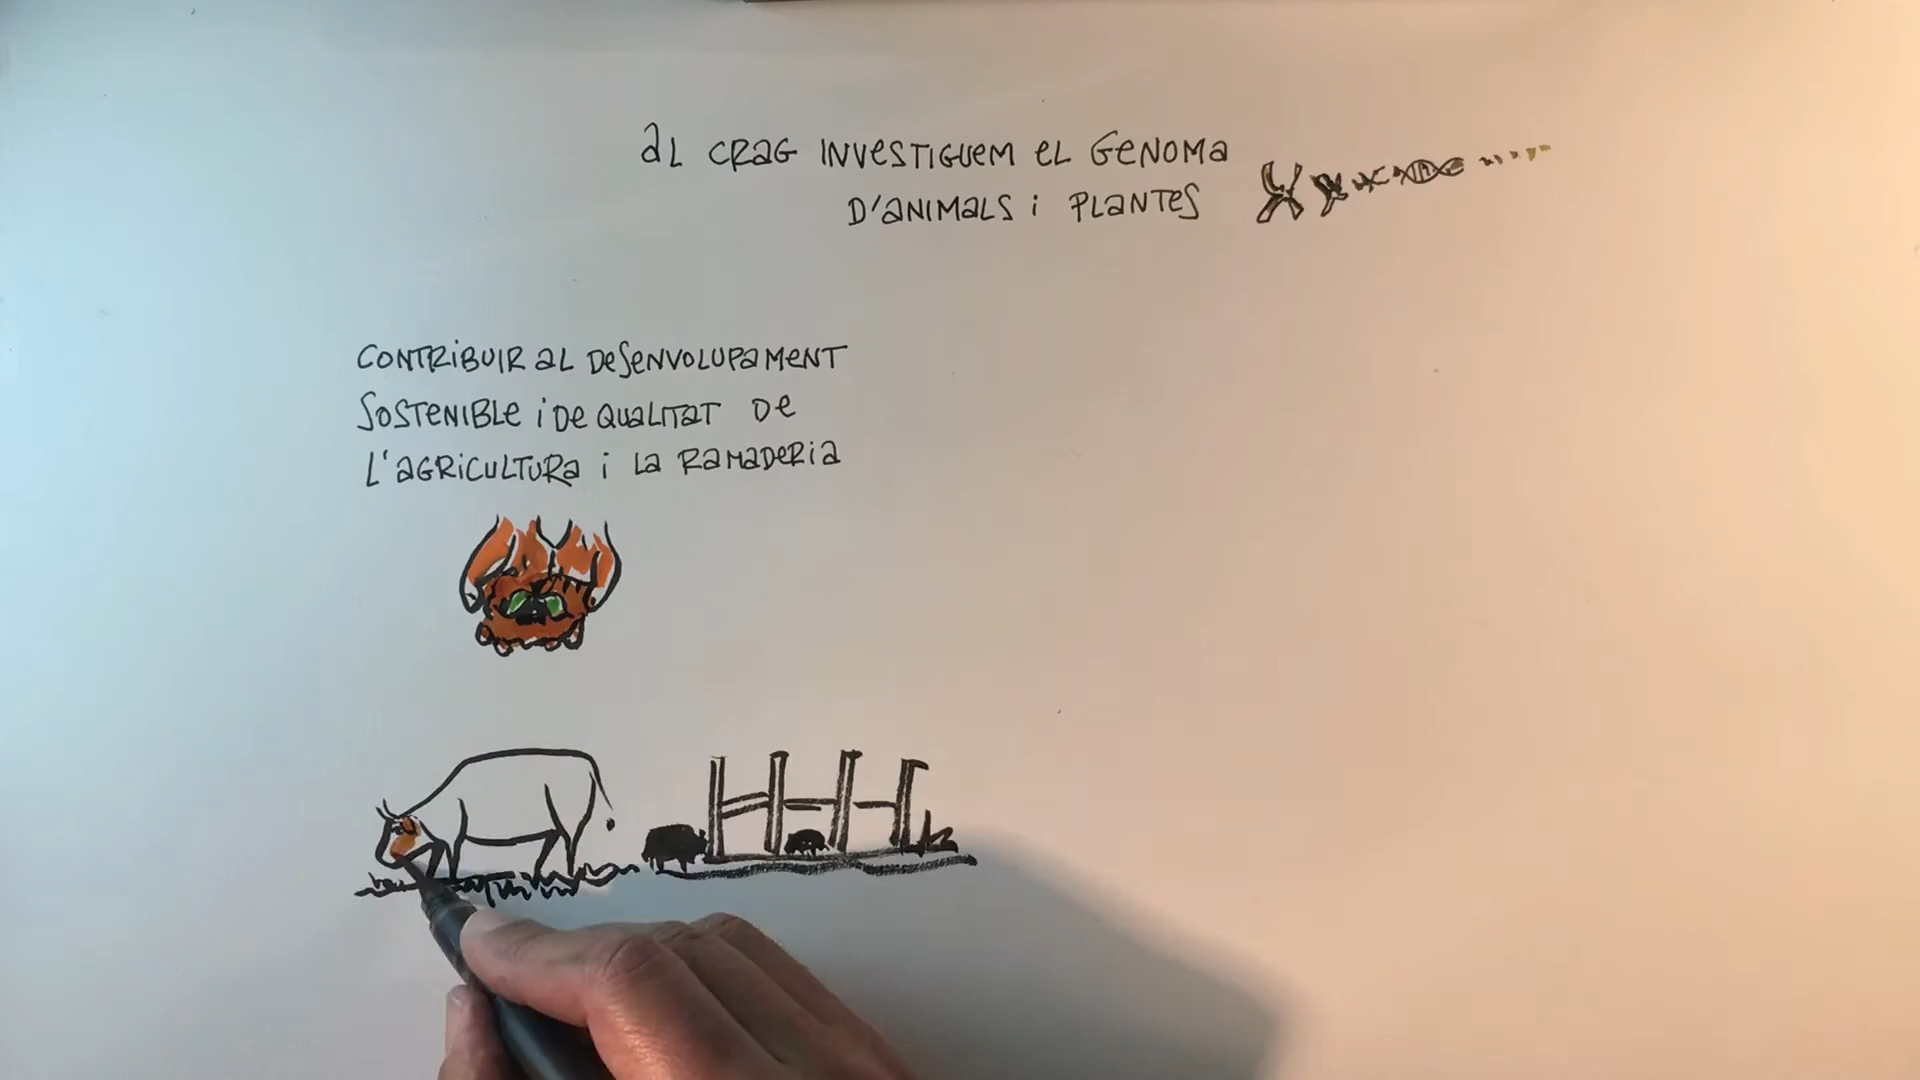 al CRaG INVeSTIGUEM eL GeNOMa
D'aNIMaLS i PLaNTeS
CONTRiBUIR aL DeSeNVOLUPaMeNT
SOSTeNIBLe i De QUaLITaT De
L'aGRiCULTURa i La RaMaDeRia